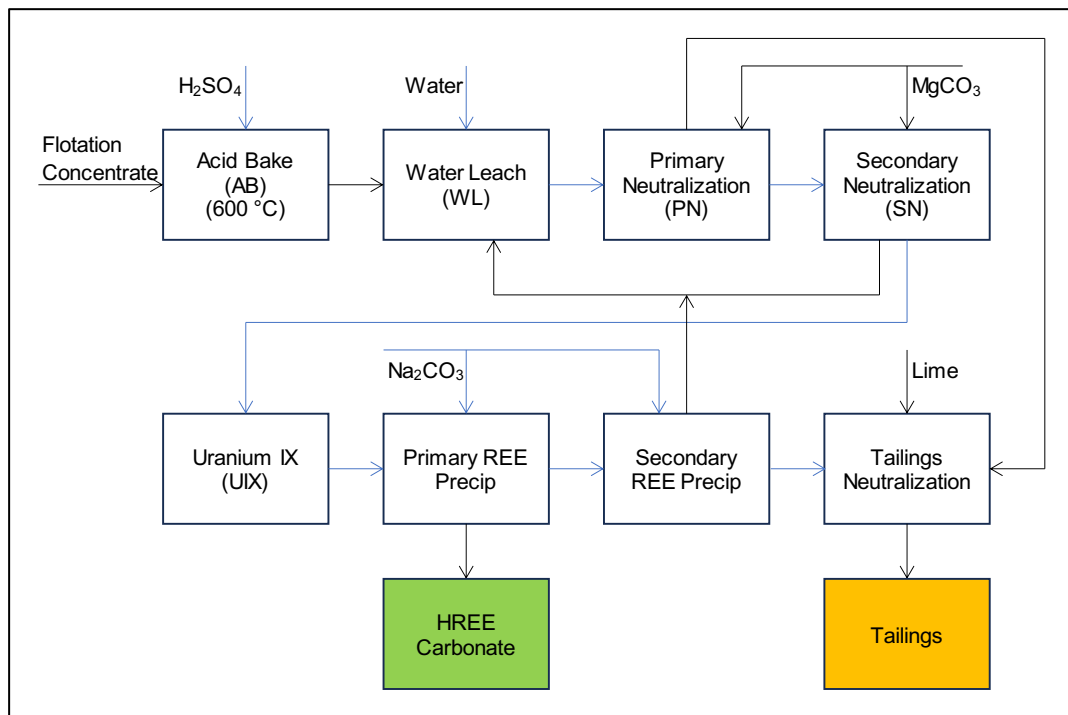 H₂SO₄
Water
MgCO₃
Flotation
Concentrate
Acid Bake
(AB)
(600 °C)
Water Leach
(WL)
Primary
Neutralization
(PN)
Secondary
Neutralization
(SN)
Na₂CO₃
Lime
Uranium IX
(UIX)
Primary REE
Precip
Secondary
REE Precip
Tailings
Neutralization
HREE
Carbonate
Tailings